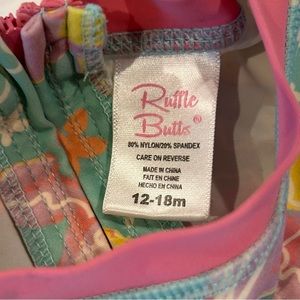 Ruffle
Butts®
80% NYLON/20% SPANDEX
CARE ON REVERSE
MADE IN CHINA
FAIT EN CHINE
HECHO EN CHINA
12-18m